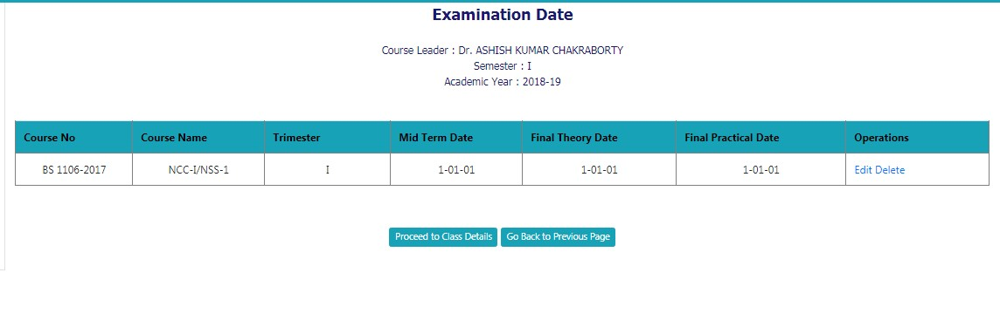 Examination Date
Course Leader : Dr. ASHISH KUMAR CHAKRABORTY
Semester : I
Academic Year : 2018-19
Course No Course Name Trimester Mid Term Date Final Theory Date Final Practical Date Operations
BS 1106-2017 NCC-I/NSS-1 I 1-01-01 1-01-01 1-01-01 Edit Delete
Proceed to Class Details Go Back to Previous Page